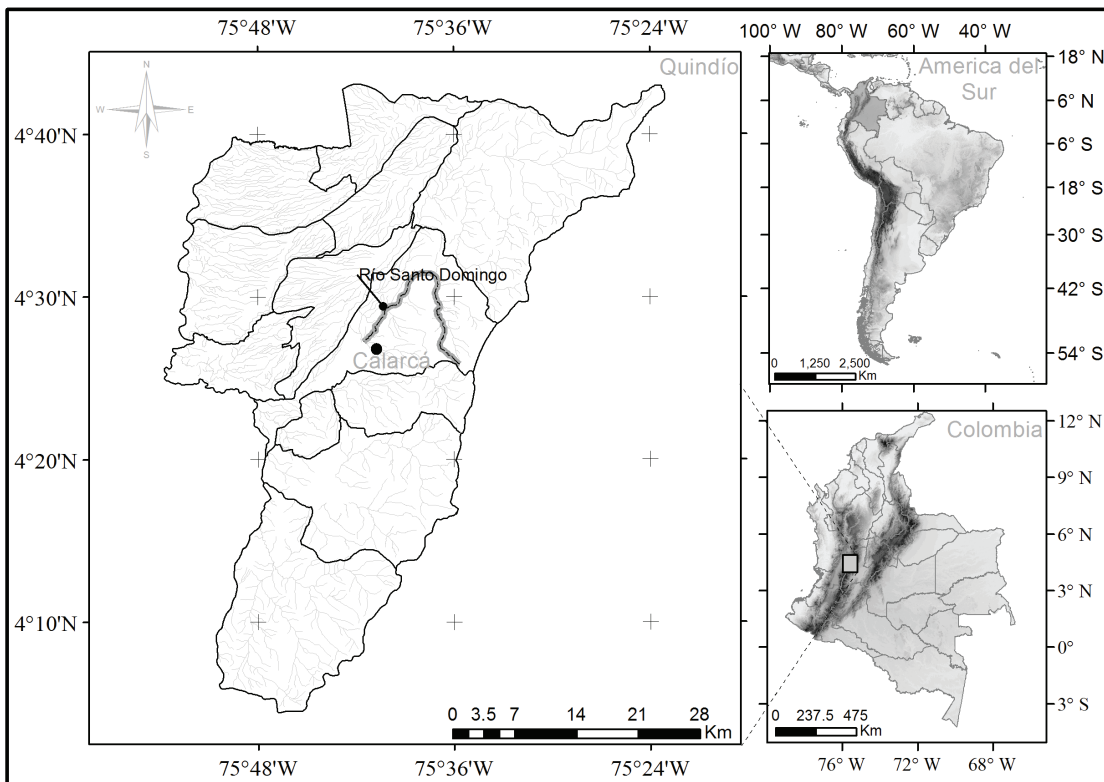 75°48'W 75°36'W 75°24'W
Quindío
N
W E
S
4°40'N
4°30'N
4°20'N
4°10'N
Río Santo Domingo
Calarcá
0 3.5 7 14 21 28
Km
75°48'W 75°36'W 75°24'W
100° W 78° W 60° W 40° W
America del
Sur
18° N
6° N
6° S
18° S
30° S
42° S
54° S
0 1,250 2,500
Km
Colombia
12° N
9° N
6° N
3° N
0°
3° S
0 237.5 475
Km
76° W 72° W 68° W